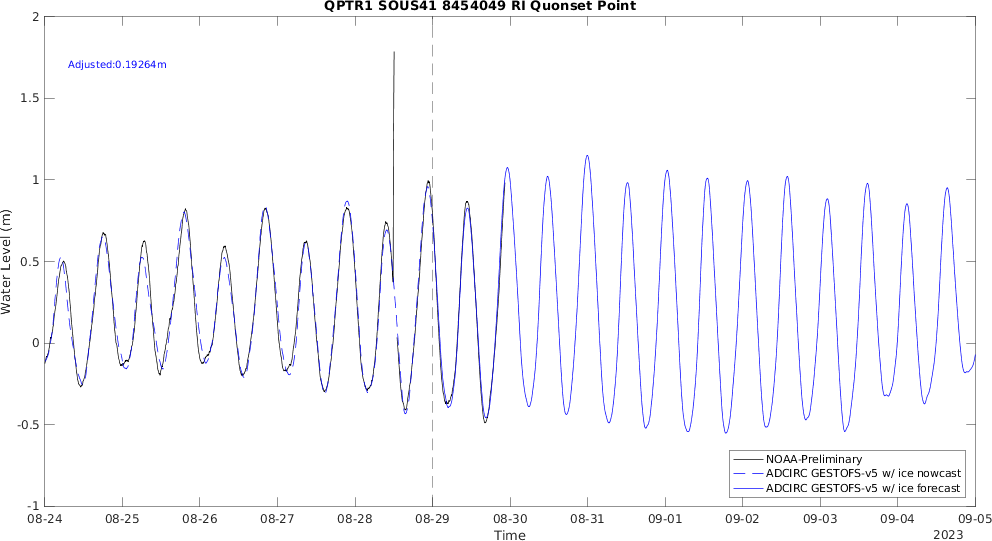 QPTR1 SOUS41 8454049 RI Quonset Point
Adjusted:0.19264m
Water Level (m)
2
1.5
1
0.5
0
-0.5
-1
NOAA-Preliminary
ADCIRC GESTOFS-v5 w/ ice nowcast
ADCIRC GESTOFS-v5 w/ ice forecast
08-24 08-25 08-26 08-27 08-28 08-29 08-30 08-31 09-01 09-02 09-03 09-04 09-05
Time
2023